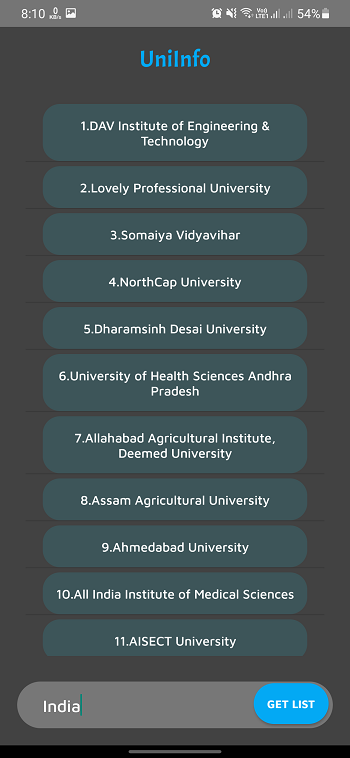 8:10 0 KB/s Vo) LTE1 54%
UniInfo
1.DAV Institute of Engineering &
Technology
2.Lovely Professional University
3.Somaiya Vidyavihar
4.NorthCap University
5.Dharamsinh Desai University
6.University of Health Sciences Andhra
Pradesh
7.Allahabad Agricultural Institute,
Deemed University
8.Assam Agricultural University
9.Ahmedabad University
10.All India Institute of Medical Sciences
11.AISECT University
India
GET LIST